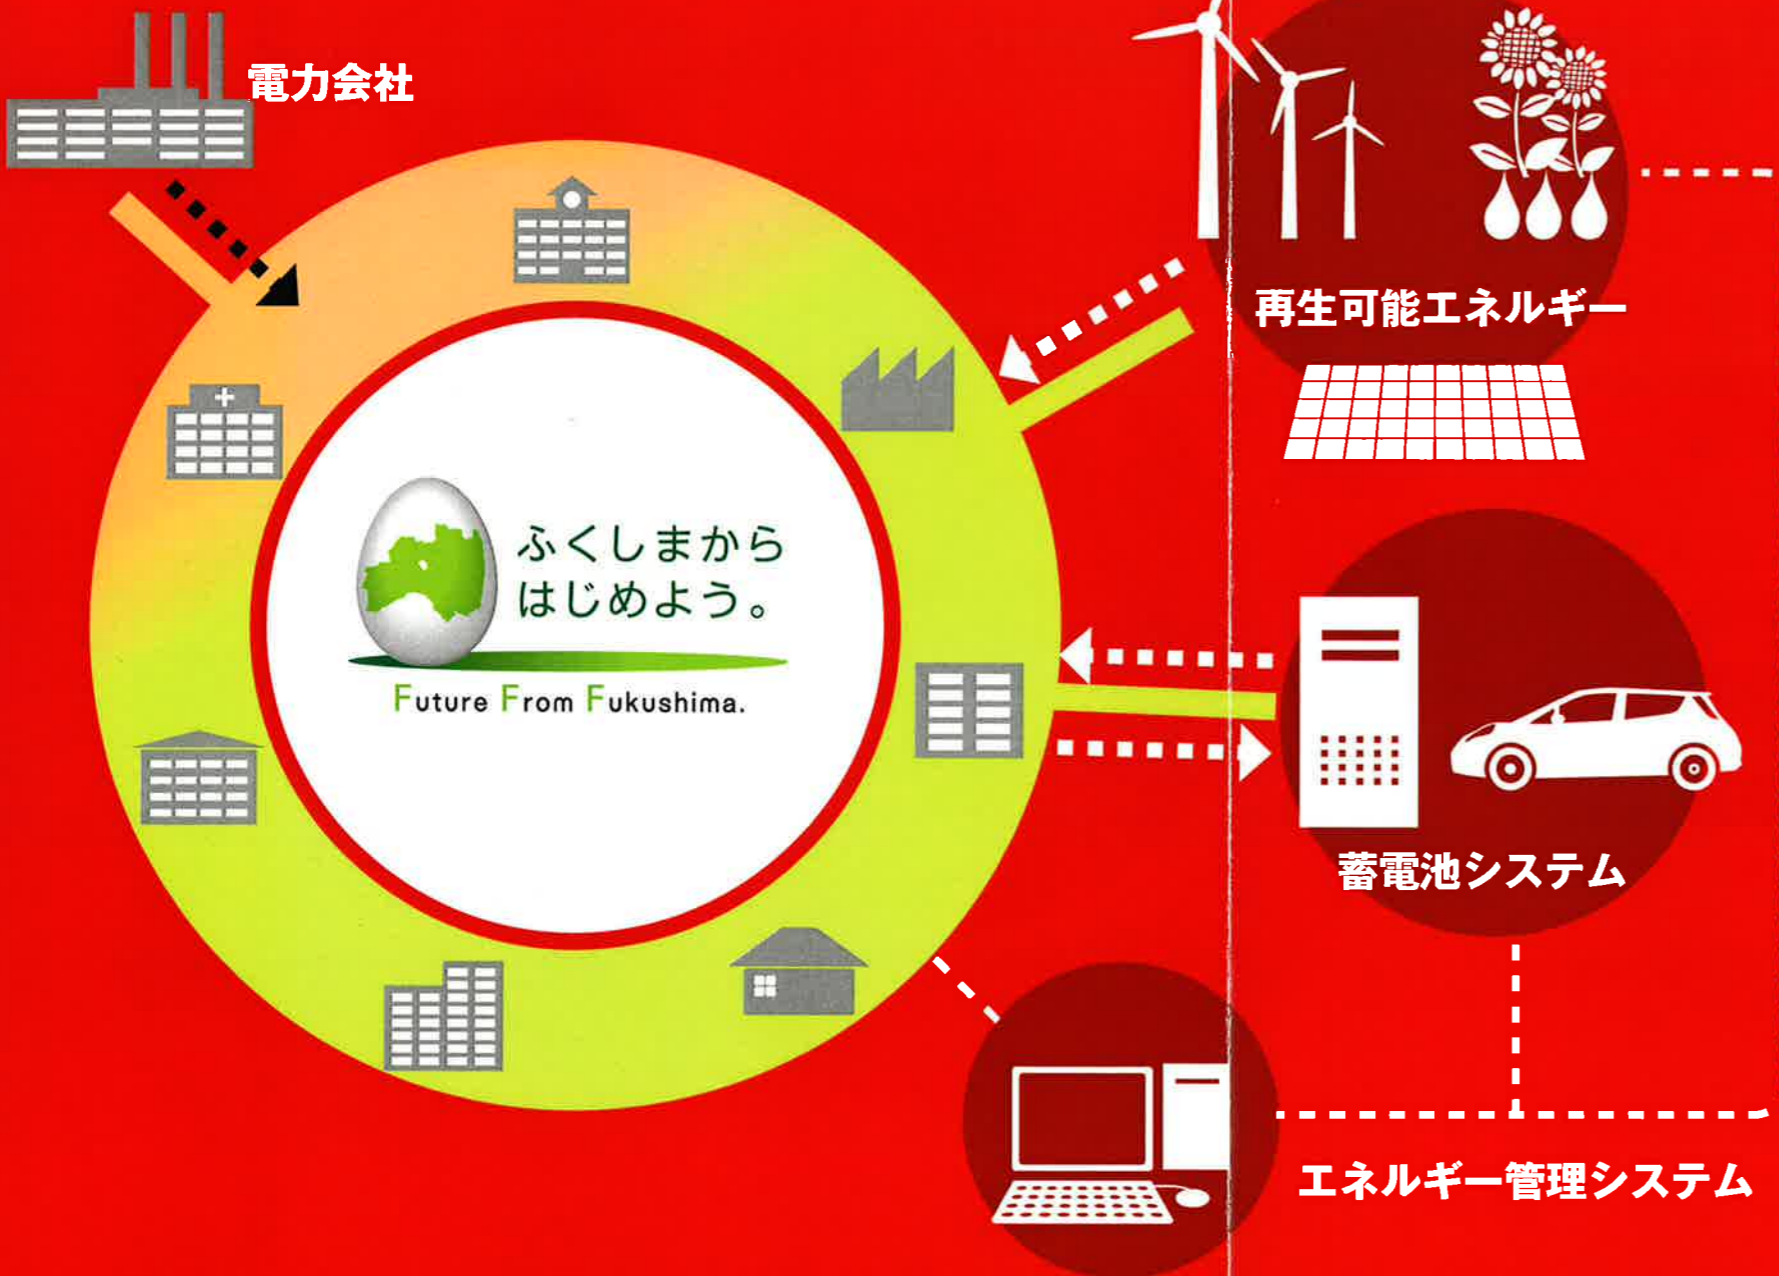 電力会社
再生可能エネルギー
ふくしまから
はじめよう。
Future From Fukushima.
蓄電池システム
エネルギー管理システム